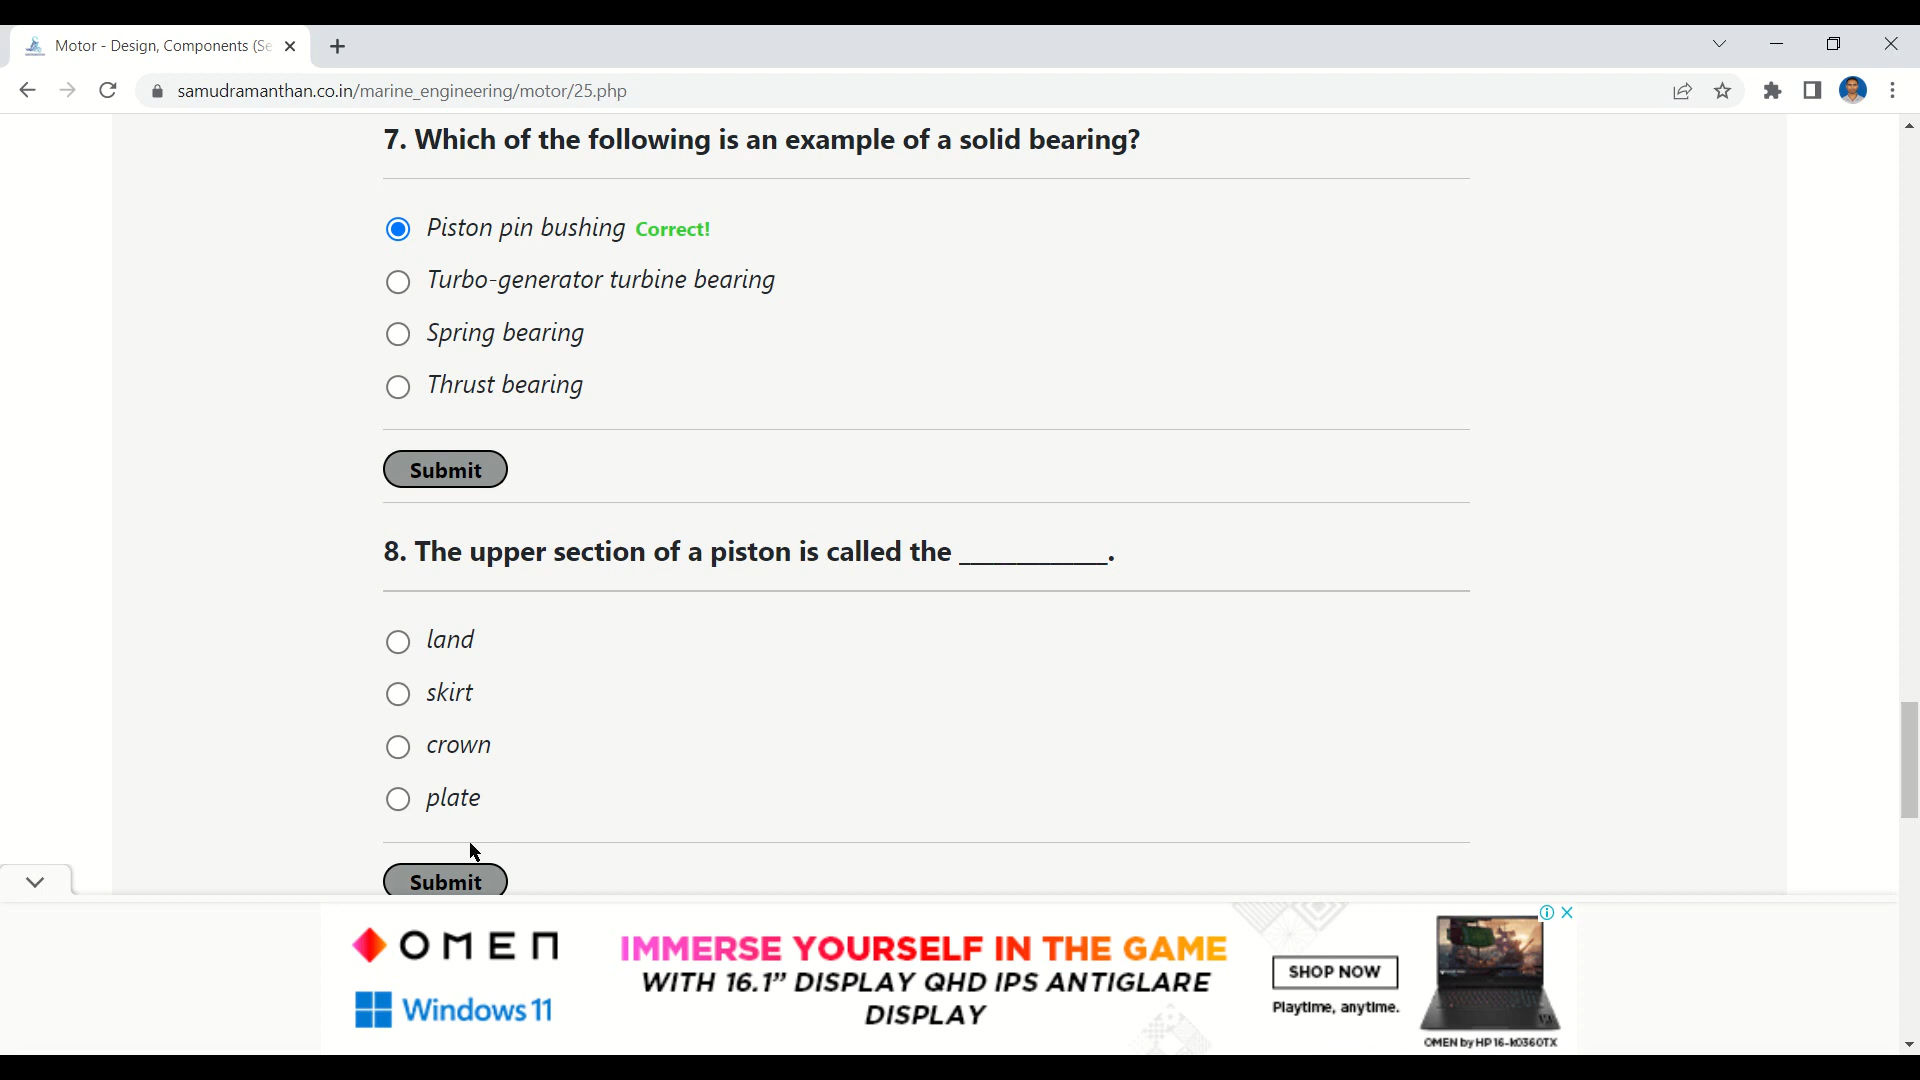 Motor - Design, Components (Se
samudramanthan.co.in/marine_engineering/motor/25.php
7. Which of the following is an example of a solid bearing?
Piston pin bushing Correct!
Turbo-generator turbine bearing
Spring bearing
Thrust bearing
Submit
8. The upper section of a piston is called the ____________.
land
skirt
crown
plate
Submit
OMEN
Windows 11
IMMERSE YOURSELF IN THE GAME
WITH 16.1” DISPLAY QHD IPS ANTIGLARE
DISPLAY
SHOP NOW
Playtime, anytime.
OMEN by HP 16-k0360TX